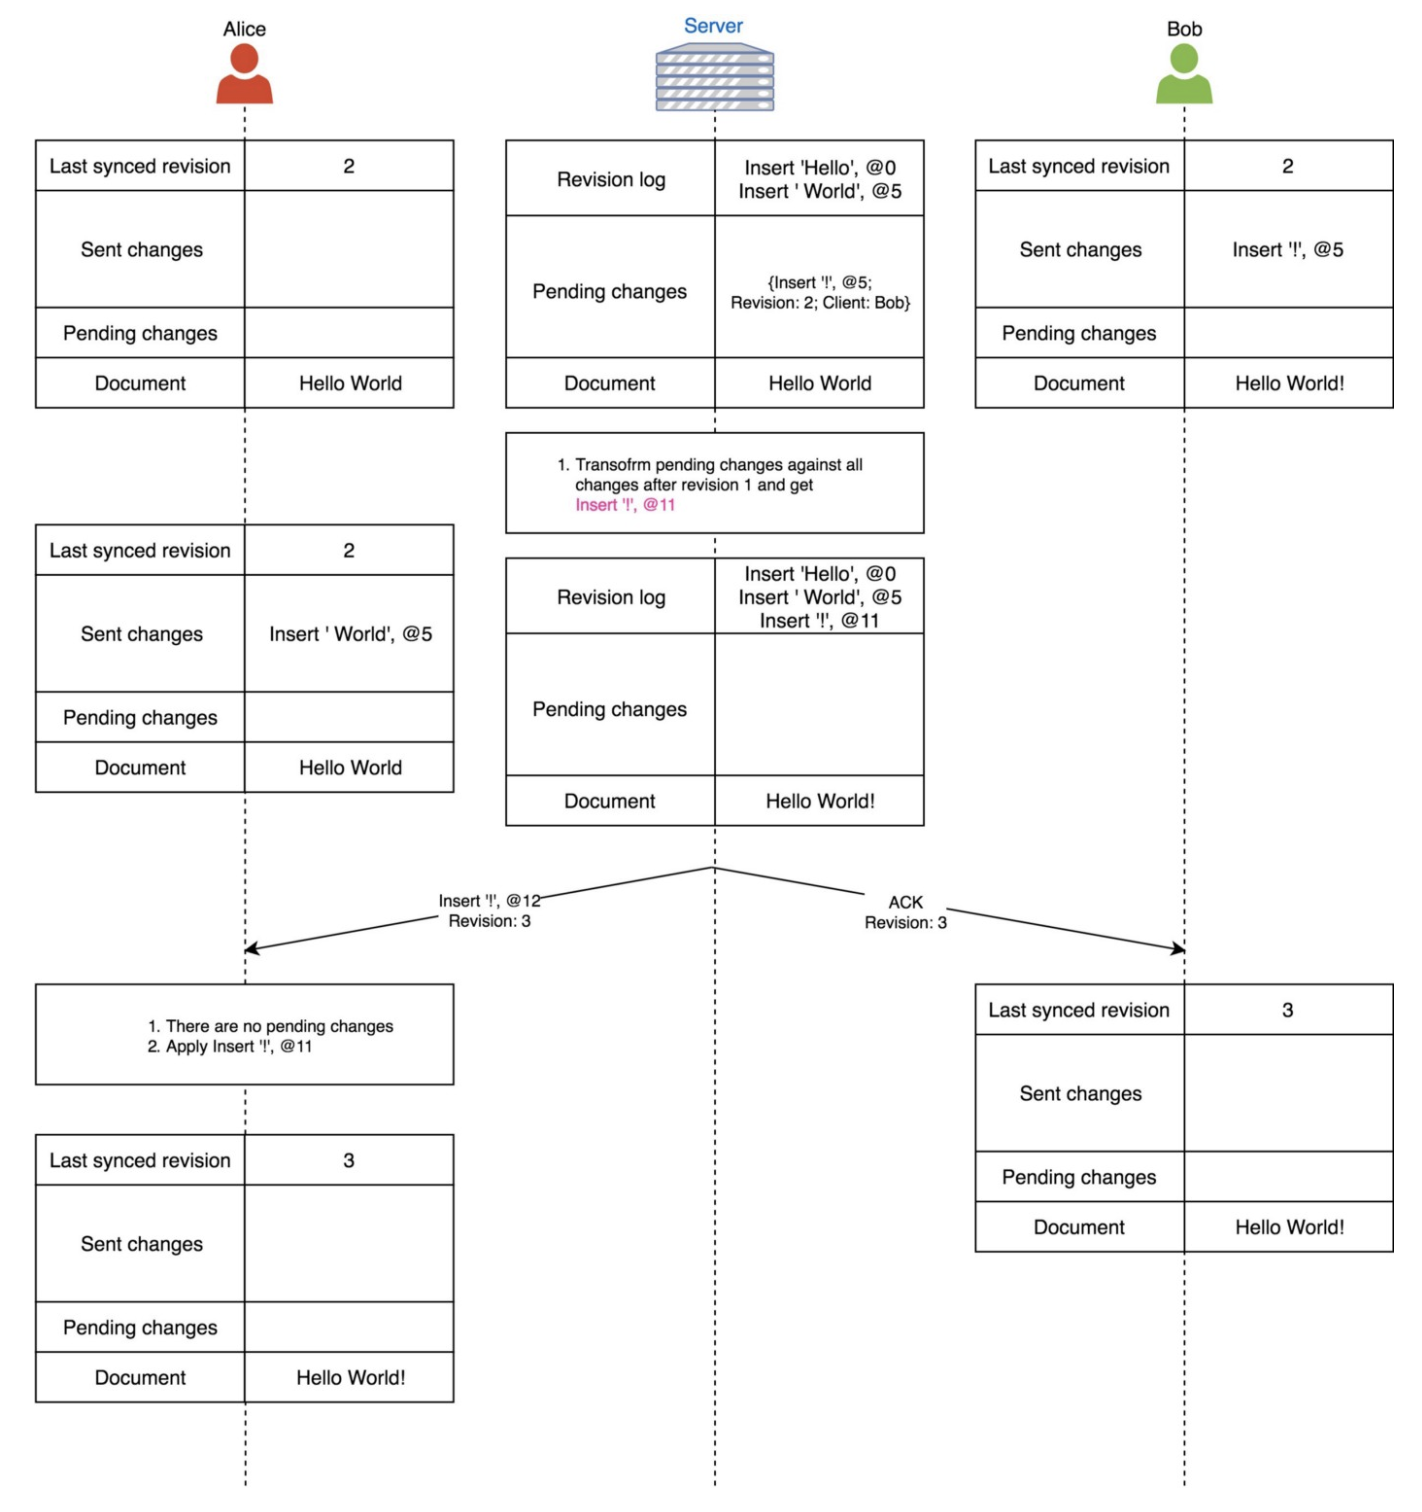 Alice
Server
Bob
Last synced revision 2
Sent changes
Pending changes
Document Hello World
Revision log Insert 'Hello', @0
Insert ' World', @5
Pending changes {Insert '!', @5;
Revision: 2; Client: Bob}
Document Hello World
Last synced revision 2
Sent changes Insert '!', @5
Pending changes
Document Hello World!
1. Transofrm pending changes against all
changes after revision 1 and get
Insert '!', @11
Last synced revision 2
Sent changes Insert ' World', @5
Pending changes
Document Hello World
Revision log Insert 'Hello', @0
Insert ' World', @5
Insert '!', @11
Pending changes
Document Hello World!
Insert '!', @12
Revision: 3
ACK
Revision: 3
1. There are no pending changes
2. Apply Insert '!', @11
Last synced revision 3
Sent changes
Pending changes
Document Hello World!
Last synced revision 3
Sent changes
Pending changes
Document Hello World!